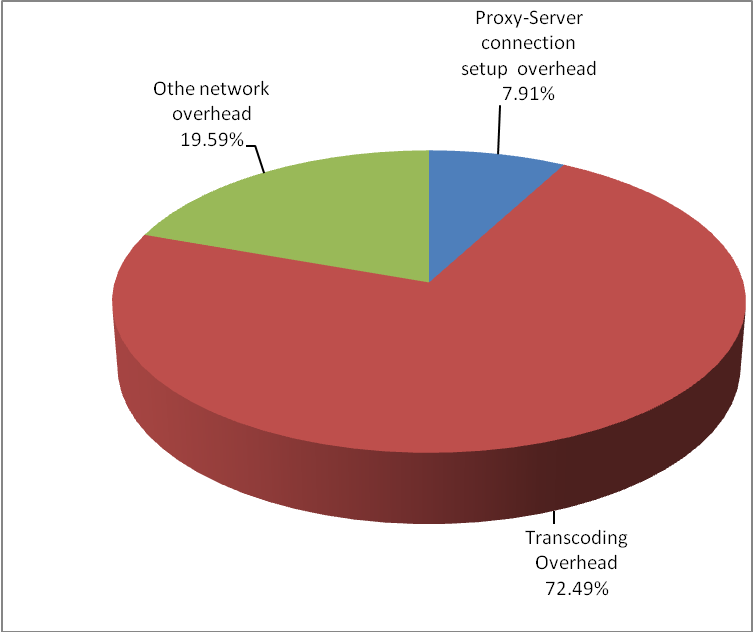 Proxy-Server
connection
setup overhead
7.91%
Othe network
overhead
19.59%
Transcoding
Overhead
72.49%